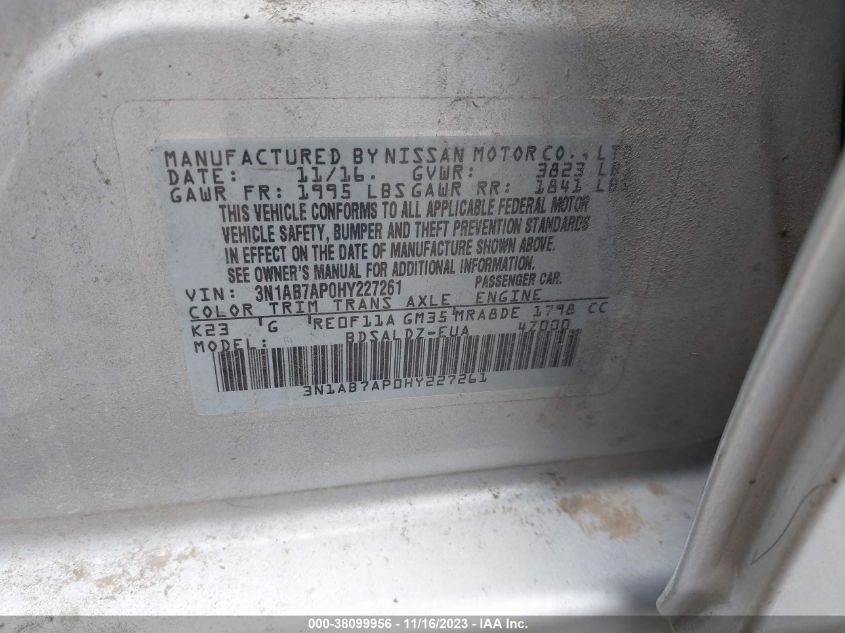 MANUFACTURED BY NISSAN MOTOR CO., LT
DATE: 11/16. GVWR: 3823 LB
GAWR FR: 1995 LBS GAWR RR: 1841 LB
THIS VEHICLE CONFORMS TO ALL APPLICABLE FEDERAL MOTOR
VEHICLE SAFETY, BUMPER AND THEFT PREVENTION STANDARDS
IN EFFECT ON THE DATE OF MANUFACTURE SHOWN ABOVE.
SEE OWNER'S MANUAL FOR ADDITIONAL INFORMATION.
VIN: 3N1AB7AP0HY227261 PASSENGER CAR.
COLOR TRIM TRANS AXLE ENGINE
K23 G RE0F11A GM35 MRA8DE 1798 CC
MODEL: BDSALDZ-EUA 47000
3N1AB7AP0HY227261
000-38099956 - 11/16/2023 - IAAI.com